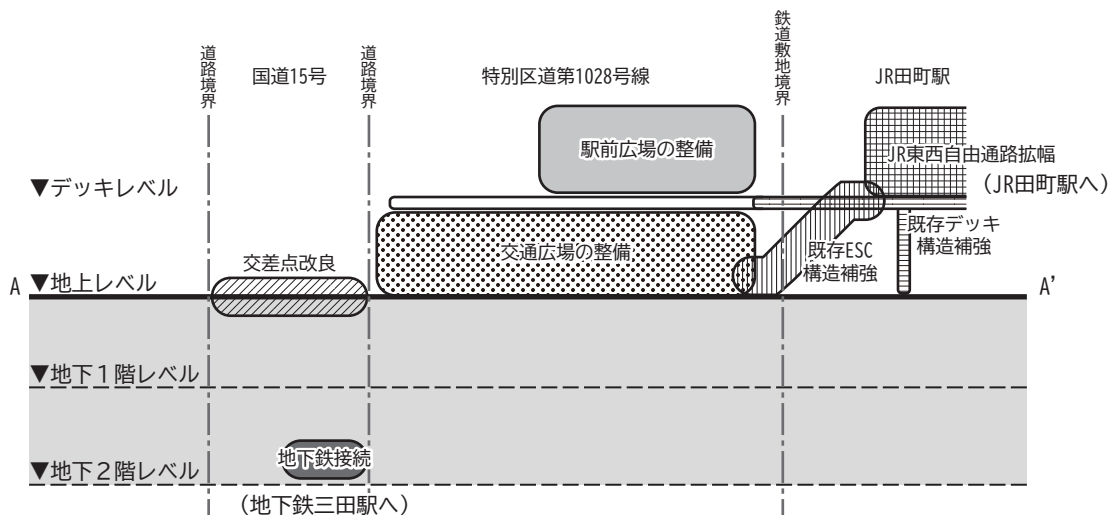 道路境界
国道15号
道路境界
特別区道第1028号線
鉄道敷地境界
JR田町駅
駅前広場の整備
JR東西自由通路拡幅
▼デッキレベル
(JR田町駅へ)
既存デッキ
構造補強
交通広場の整備
既存ESC
構造補強
交差点改良
A
▼地上レベル
A'
▼地下1階レベル
地下鉄接続
▼地下2階レベル
(地下鉄三田駅へ)